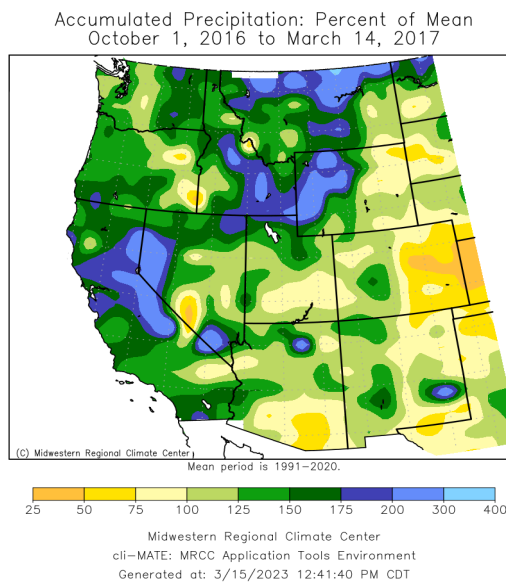 Accumulated Precipitation: Percent of Mean
October 1, 2016 to March 14, 2017
(C) Midwestern Regional Climate Center
Mean period is 1991-2020.
25 50 75 100 125 150 175 200 300 400
Midwestern Regional Climate Center
cli-MATE: MRCC Application Tools Environment
Generated at: 3/15/2023 12:41:40 PM CDT